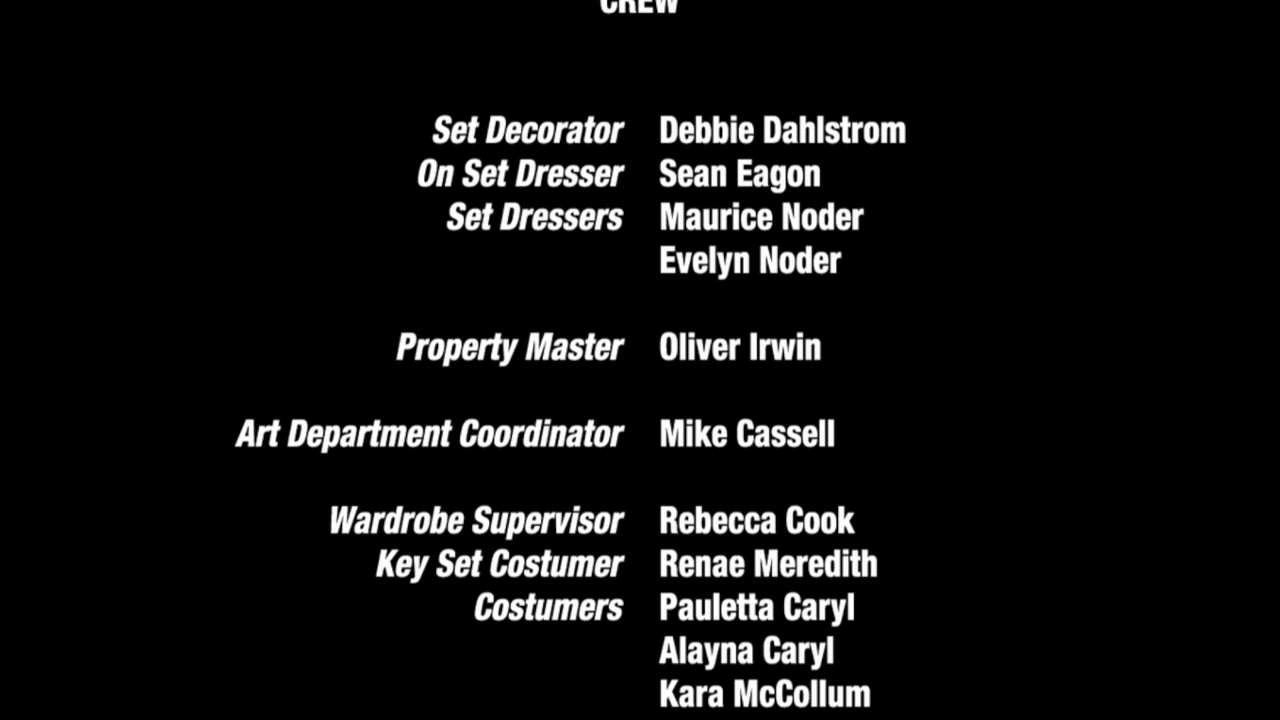 CREW
Set Decorator Debbie Dahlstrom
On Set Dresser Sean Eagon
Set Dressers Maurice Noder
Evelyn Noder
Property Master Oliver Irwin
Art Department Coordinator Mike Cassell
Wardrobe Supervisor Rebecca Cook
Key Set Costumer Renae Meredith
Costumers Pauletta Caryl
Alayna Caryl
Kara McCollum